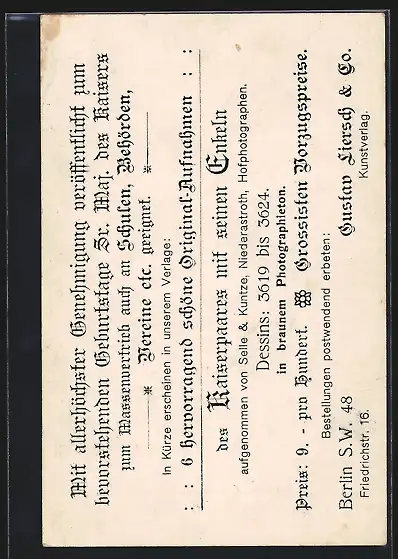 Mit allerhöchster Genehmigung veröffentlicht zum
bevorstehenden Geburtstage Sr. Maj. des Kaisers
zum Massenvertrieb auch an Schulen, Behörden,
Vereine etc. geeignet.
In Kürze erscheinen in unserem Verlage:
: : 6 hervorragend schöne Original-Aufnahmen : :
des Kaiserpaares mit seinen Enkeln
aufgenommen von Selle & Kuntze, Niederastroth, Hofphotographen.
Dessins: 3619 bis 3624.
in braunem Photographieton.
Preis: 9. - pro Hundert. Grossisten Vorzugspreise.
Bestellungen postwendend erbeten:
Berlin S.W. 48 Gustav Liersch & Co.
Friedrichstr. 16. Kunstverlag.